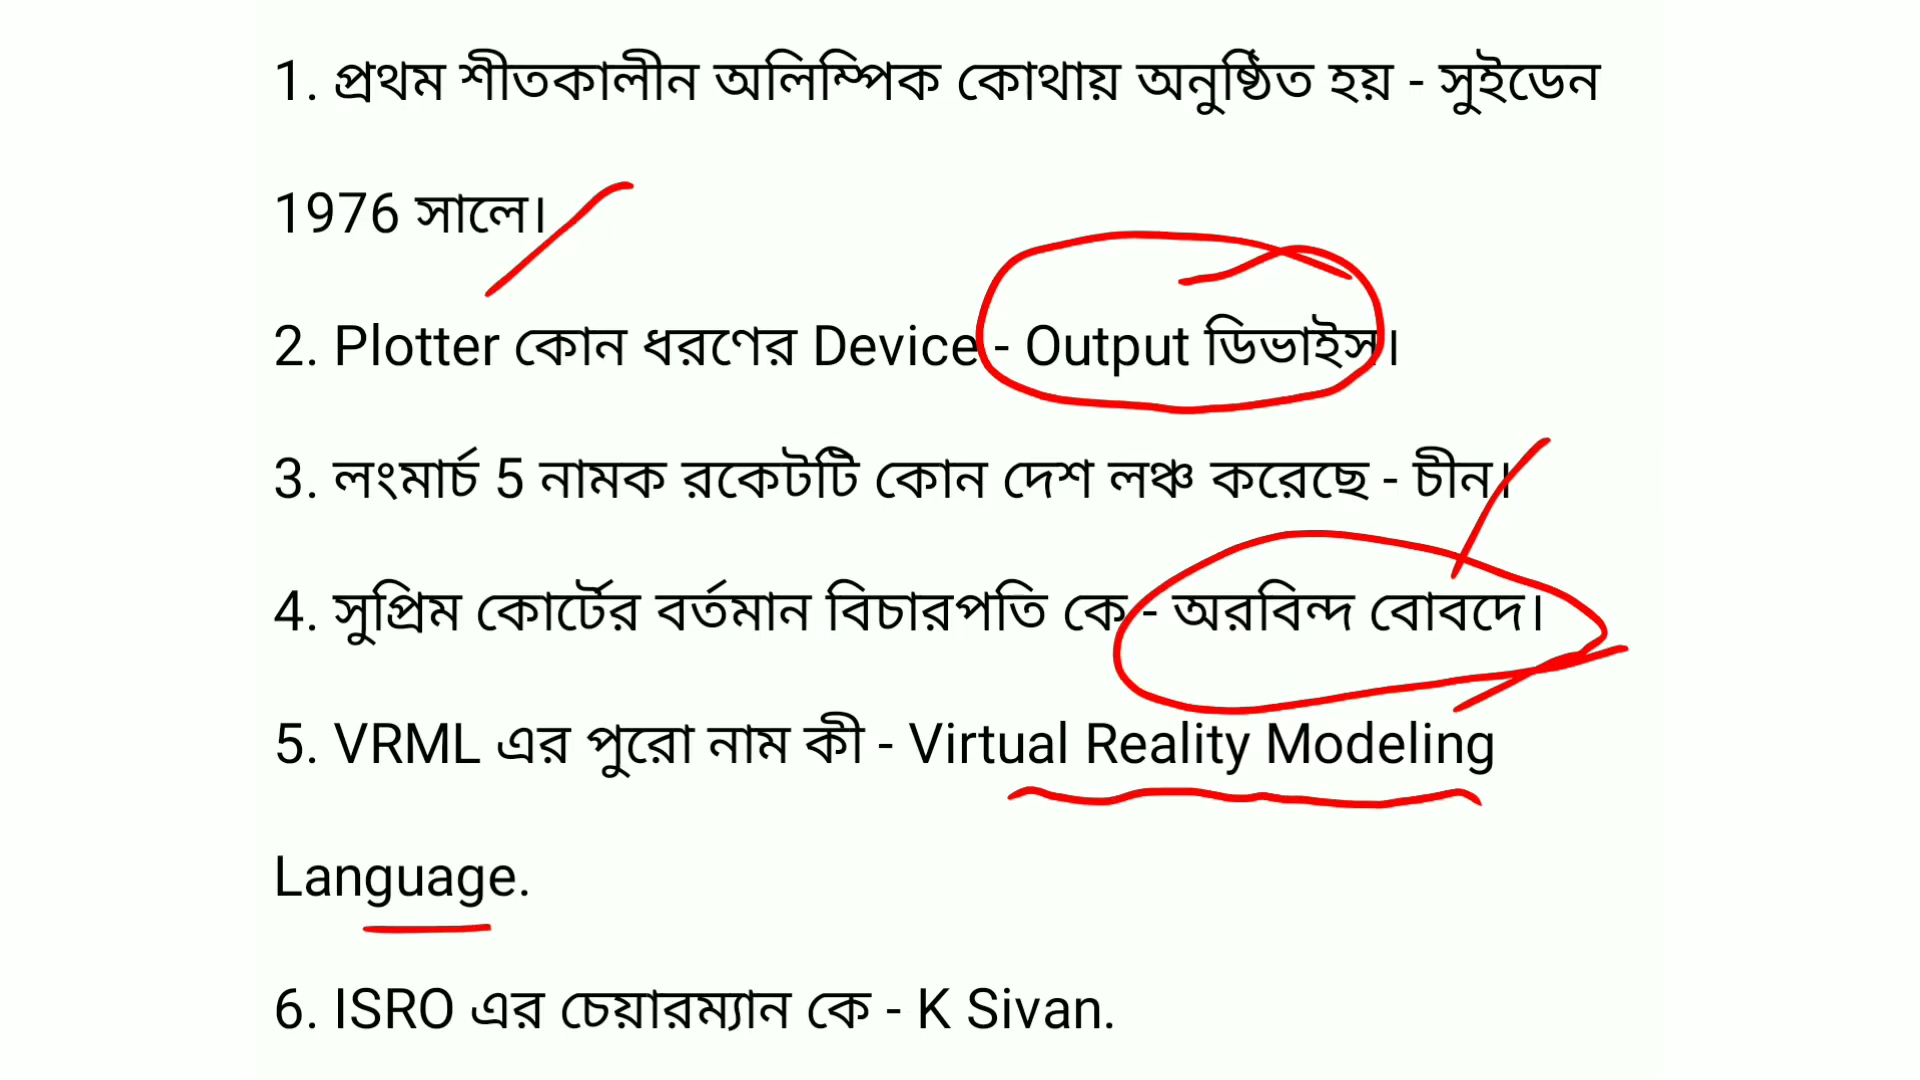 1. প্রথম শীতকালীন অলিম্পিক কোথায় অনুষ্ঠিত হয় - সুইডেন
1976 সালে।
2. Plotter কোন ধরণের Device - Output ডিভাইস।
3. লংমার্চ 5 নামক রকেটটি কোন দেশ লঞ্চ করেছে - চীন।
4. সুপ্রিম কোর্টের বর্তমান বিচারপতি কে - অরবিন্দ বোবদে।
5. VRML এর পুরো নাম কী - Virtual Reality Modeling
Language.
6. ISRO এর চেয়ারম্যান কে - K Sivan.